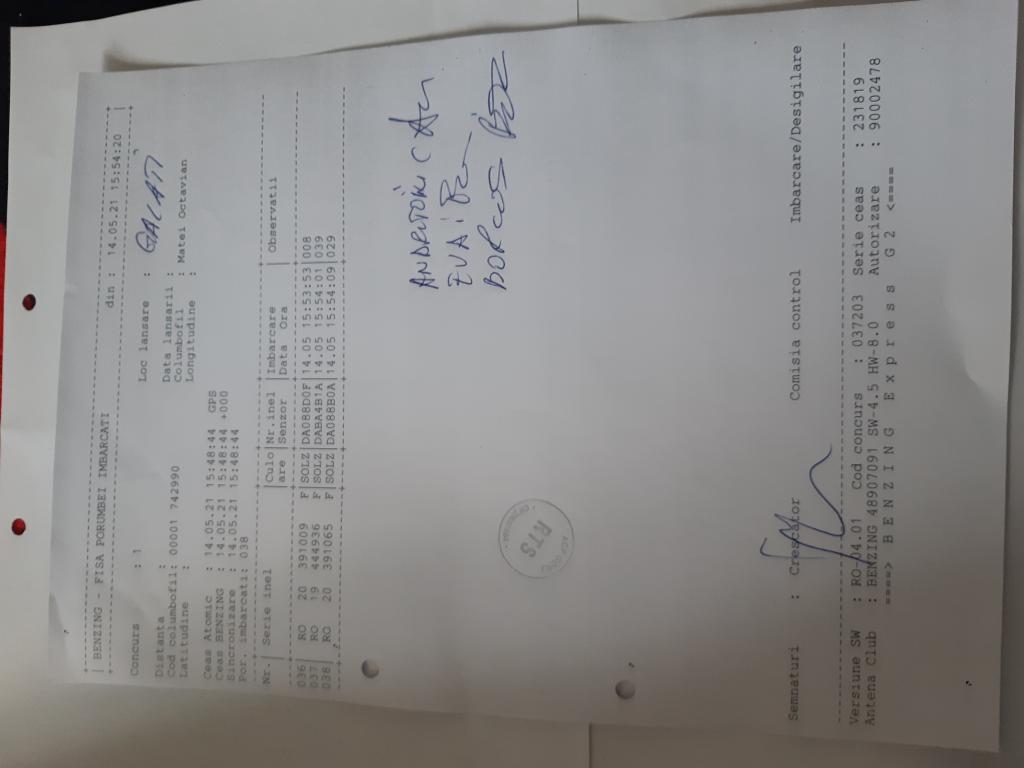 BENZING - FISA PORUMBEI IMBARCATI din : 14.05.21 15:54:20
Concurs : 1 Loc lansare : GALATI
Distanta : Data lansarii :
Cod columbofil: 00001 742990 Columbofil : Matei Octavian
Latitudine : Longitudine :
Ceas Atomic : 14.05.21 15:48:44 GPS
Ceas BENZING : 14.05.21 15:48:44 +000
Sincronizare : 14.05.21 15:48:44
Por. imbarcati: 038
Nr. | Serie inel | Culo | Nr.inel | Imbarcare | Observatii
are | Senzor | Data Ora
036 | RO 20 391009 F | SOLZ | DA088D0F | 14.05 15:53:53 | 008
037 | RO 19 444936 F | SOLZ | DABA4B1A | 14.05 15:54:01 | 039
038 | RO 20 391065 F | SOLZ | DA088B0A | 14.05 15:54:09 | 029
RTS
Semnaturi : Crescator Comisia control Imbarcare/Desigilare
Versiune SW : RO-04.01 Cod concurs : 037203 Serie ceas : 231819
Antena Club : BENZING 48907091 SW-4.5 HW-8.0 Autorizare : 90002478
====> B E N Z I N G E x p r e s s G 2 <====